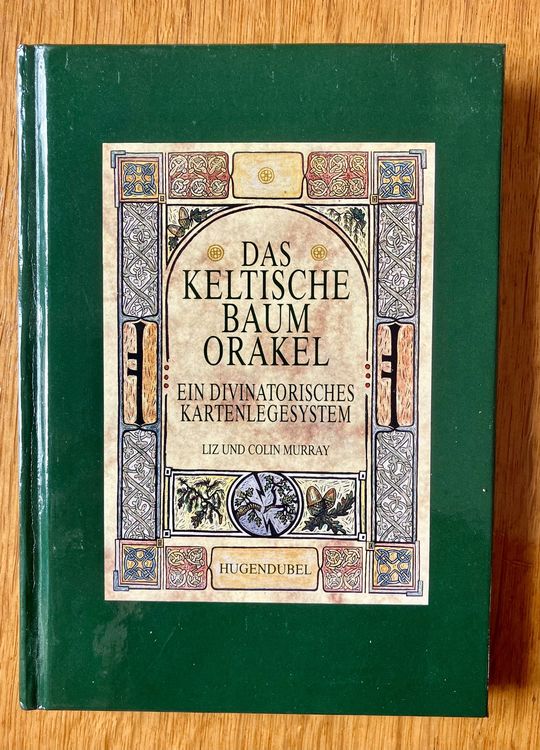 DAS
KELTISCHE
BAUM
ORAKEL
EIN DIVINATORISCHES
KARTENLEGESYSTEM
LIZ UND COLIN MURRAY
HUGENDUBEL